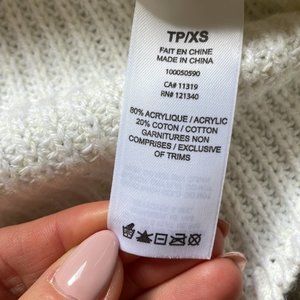 TP/XS
FAIT EN CHINE
MADE IN CHINA
100050590
CA# 11319
RN# 121340
80% ACRYLIQUE / ACRYLIC
20% COTON / COTTON
GARNITURES NON
COMPRISES / EXCLUSIVE
OF TRIMS